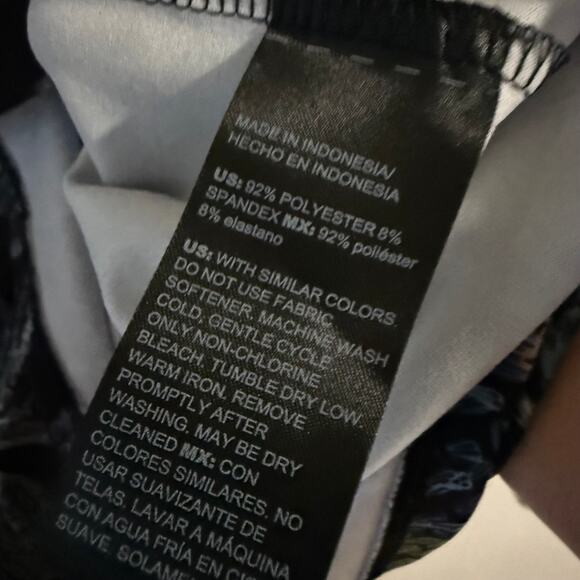 MADE IN INDONESIA/
HECHO EN INDONESIA
US: 92% POLYESTER 8%
SPANDEX MX: 92% poliéster
8% elastano
US: WITH SIMILAR COLORS.
DO NOT USE FABRIC
SOFTENER. MACHINE WASH
COLD, GENTLE CYCLE
ONLY NON-CHLORINE
BLEACH, TUMBLE DRY LOW.
WARM IRON, REMOVE
PROMPTLY AFTER
WASHING. MAY BE DRY
CLEANED MX: CON
COLORES SIMILARES. NO
USAR SUAVIZANTE DE
TELAS. LAVAR A MÁQUINA
CON AGUA FRÍA EN
SUAVE.